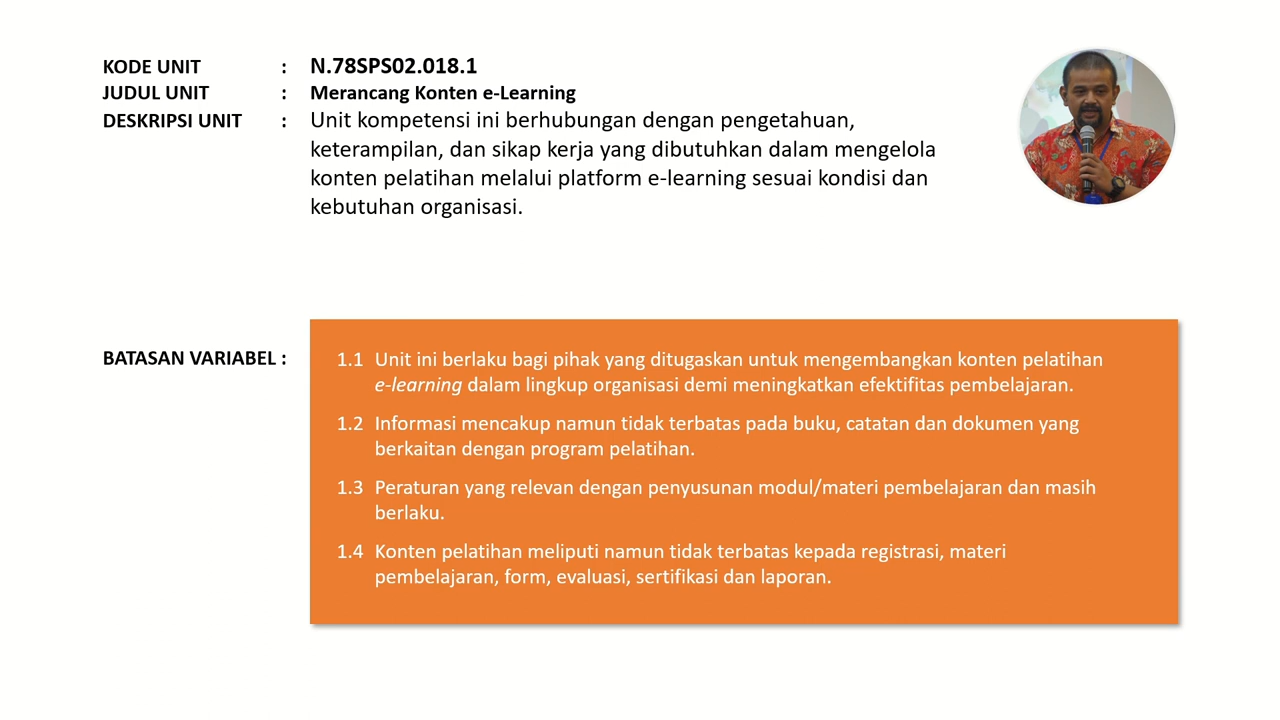 KODE UNIT : N.78SPS02.018.1
JUDUL UNIT : Merancang Konten e-Learning
DESKRIPSI UNIT : Unit kompetensi ini berhubungan dengan pengetahuan,
keterampilan, dan sikap kerja yang dibutuhkan dalam mengelola
konten pelatihan melalui platform e-learning sesuai kondisi dan
kebutuhan organisasi.
BATASAN VARIABEL : 1.1 Unit ini berlaku bagi pihak yang ditugaskan untuk mengembangkan konten pelatihan
e-learning dalam lingkup organisasi demi meningkatkan efektifitas pembelajaran.
1.2 Informasi mencakup namun tidak terbatas pada buku, catatan dan dokumen yang
berkaitan dengan program pelatihan.
1.3 Peraturan yang relevan dengan penyusunan modul/materi pembelajaran dan masih
berlaku.
1.4 Konten pelatihan meliputi namun tidak terbatas kepada registrasi, materi
pembelajaran, form, evaluasi, sertifikasi dan laporan.